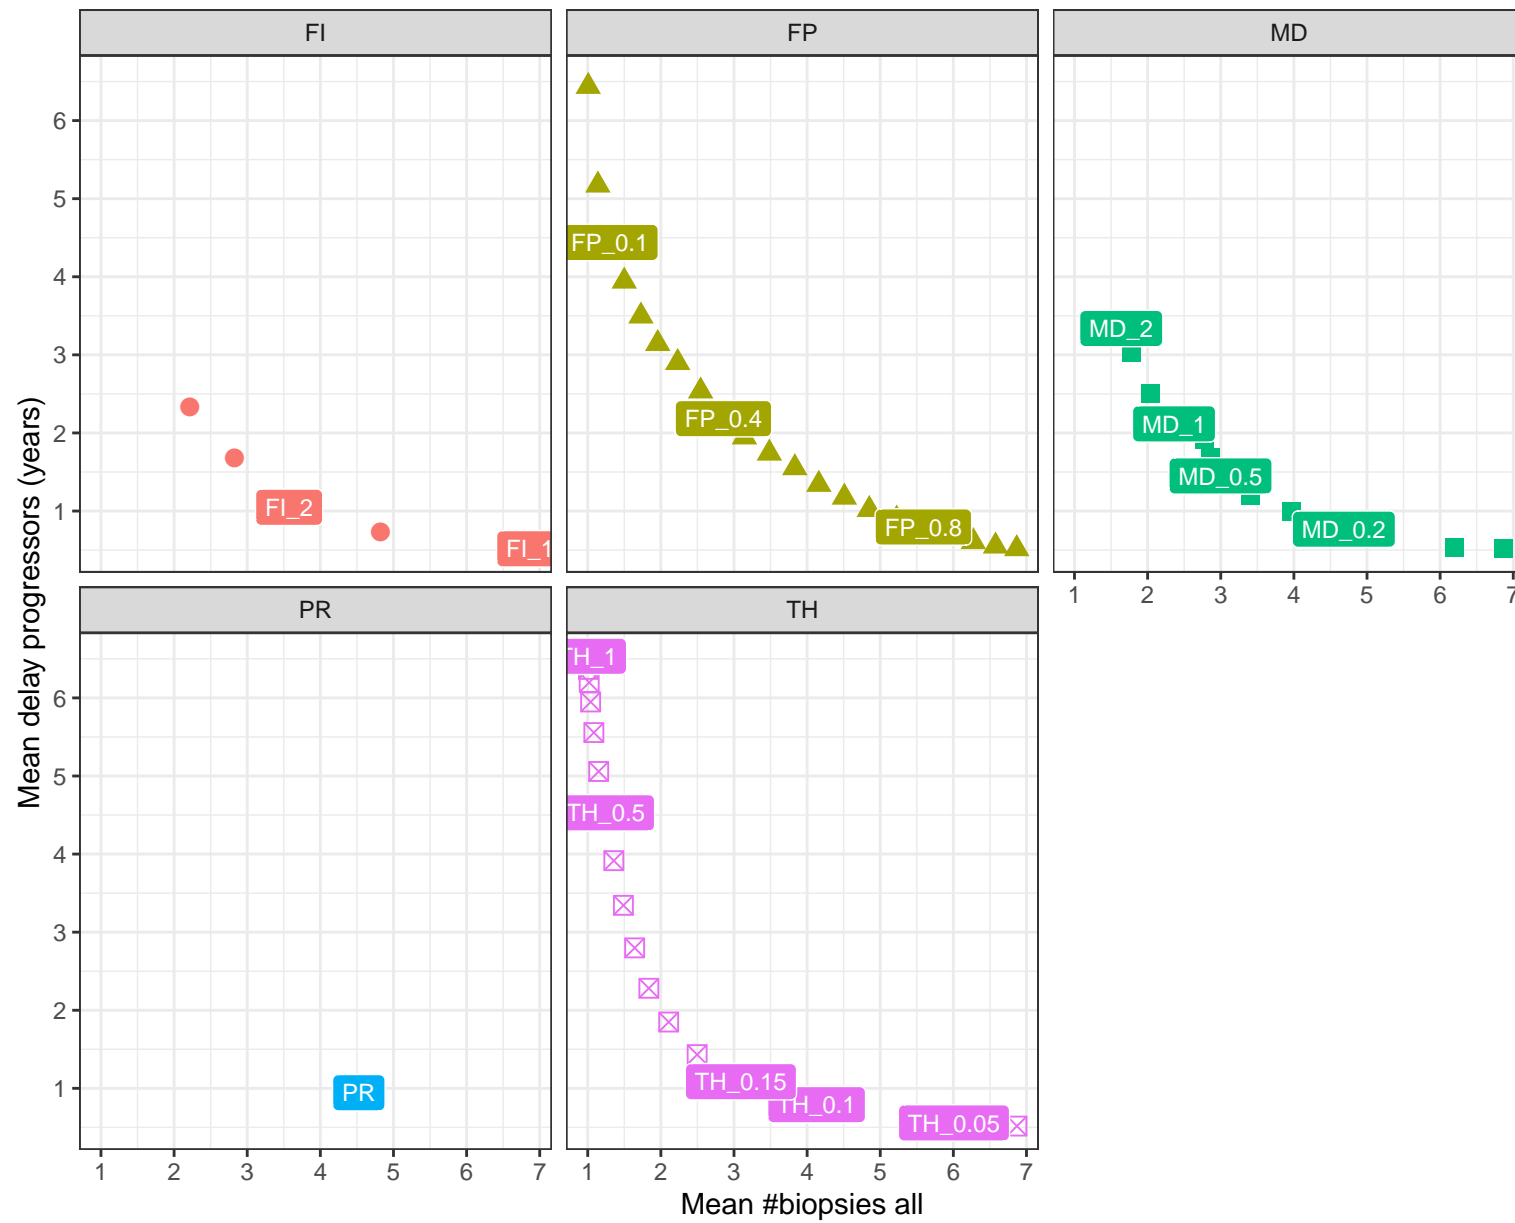 FI
FP
MD
Mean delay progressors (years)
6
5
4
3
2
1
FI_2
FI_1
FP_0.1
FP_0.4
FP_0.8
MD_2
MD_1
MD_0.5
MD_0.2
1 2 3 4 5 6 7
PR
TH
6
5
4
3
2
1
PR
TH_1
TH_0.5
TH_0.15
TH_0.1
TH_0.05
1 2 3 4 5 6 7
1 2 3 4 5 6 7
Mean #biopsies all